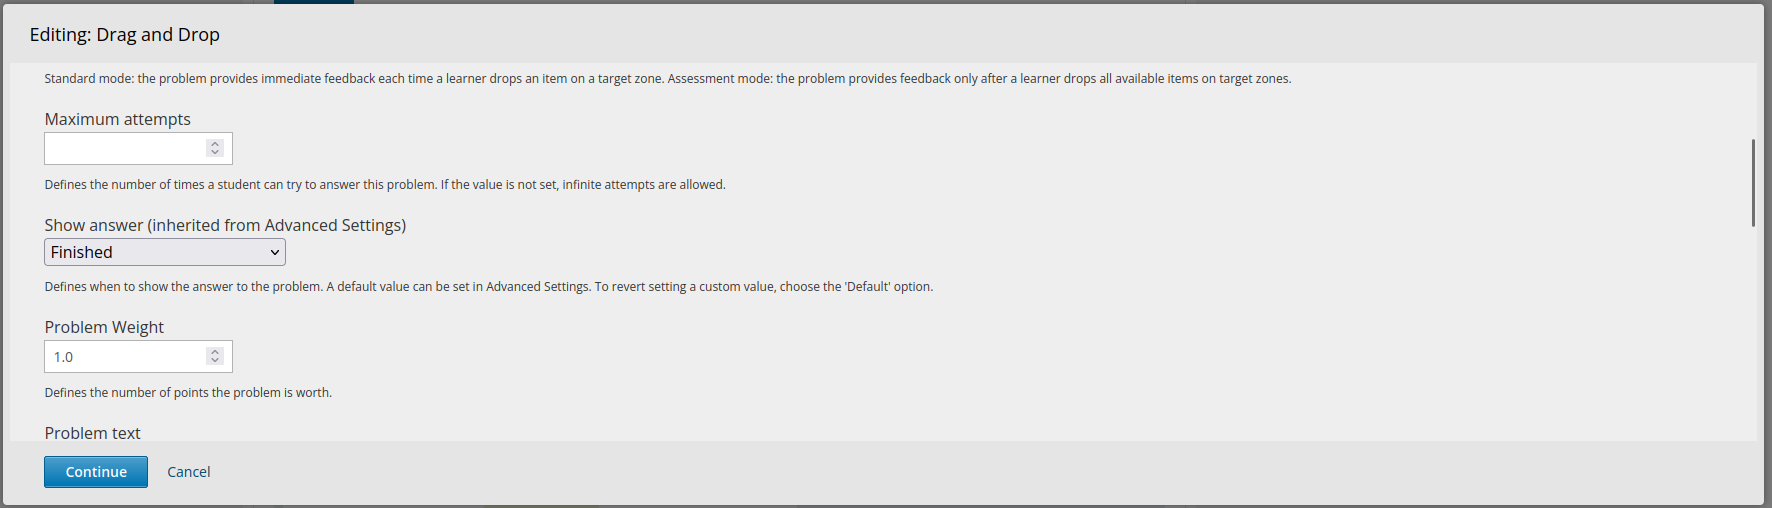 Editing: Drag and Drop
Standard mode: the problem provides immediate feedback each time a learner drops an item on a target zone. Assessment mode: the problem provides feedback only after a learner drops all available items on target zones.
Maximum attempts
Defines the number of times a student can try to answer this problem. If the value is not set, infinite attempts are allowed.
Show answer (inherited from Advanced Settings)
Finished
Defines when to show the answer to the problem. A default value can be set in Advanced Settings. To revert setting a custom value, choose the 'Default' option.
Problem Weight
1.0
Defines the number of points the problem is worth.
Problem text
Continue Cancel